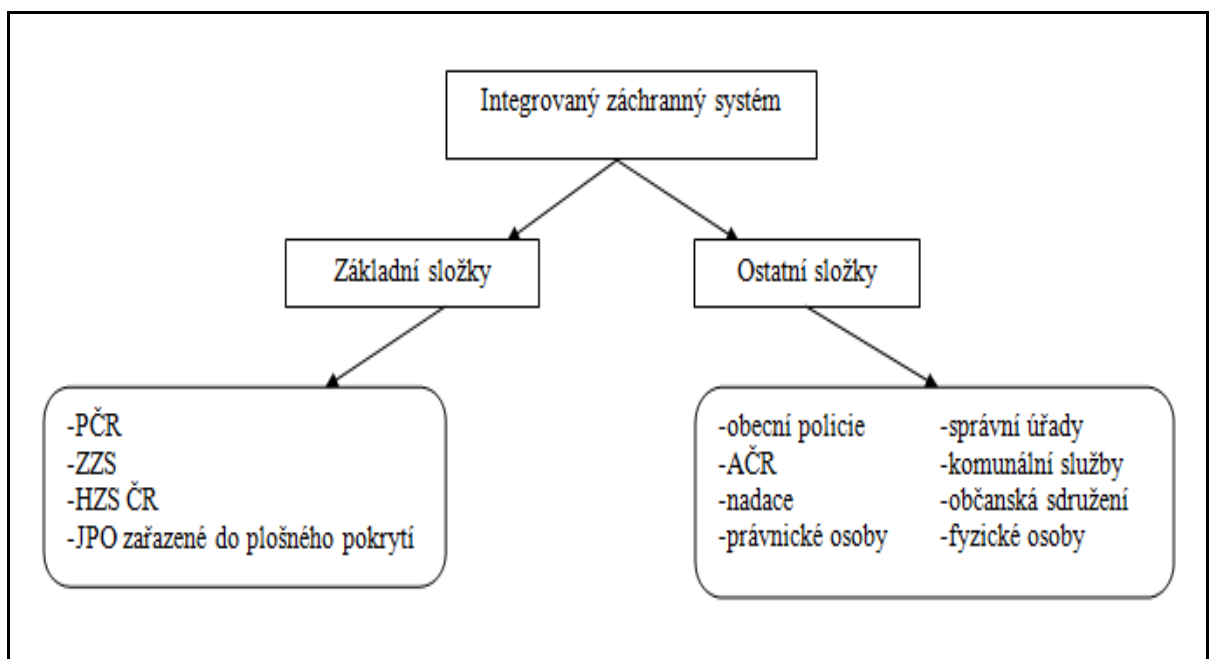 Integrovaný záchranný systém
Základní složky
Ostatní složky
-PČR
-ZZS
-HZS ČR
-JPO zařazené do plošného pokrytí
-obecní policie
-AČR
-nadace
-právnické osoby
-správní úřady
-komunální služby
-občanská sdružení
-fyzické osoby